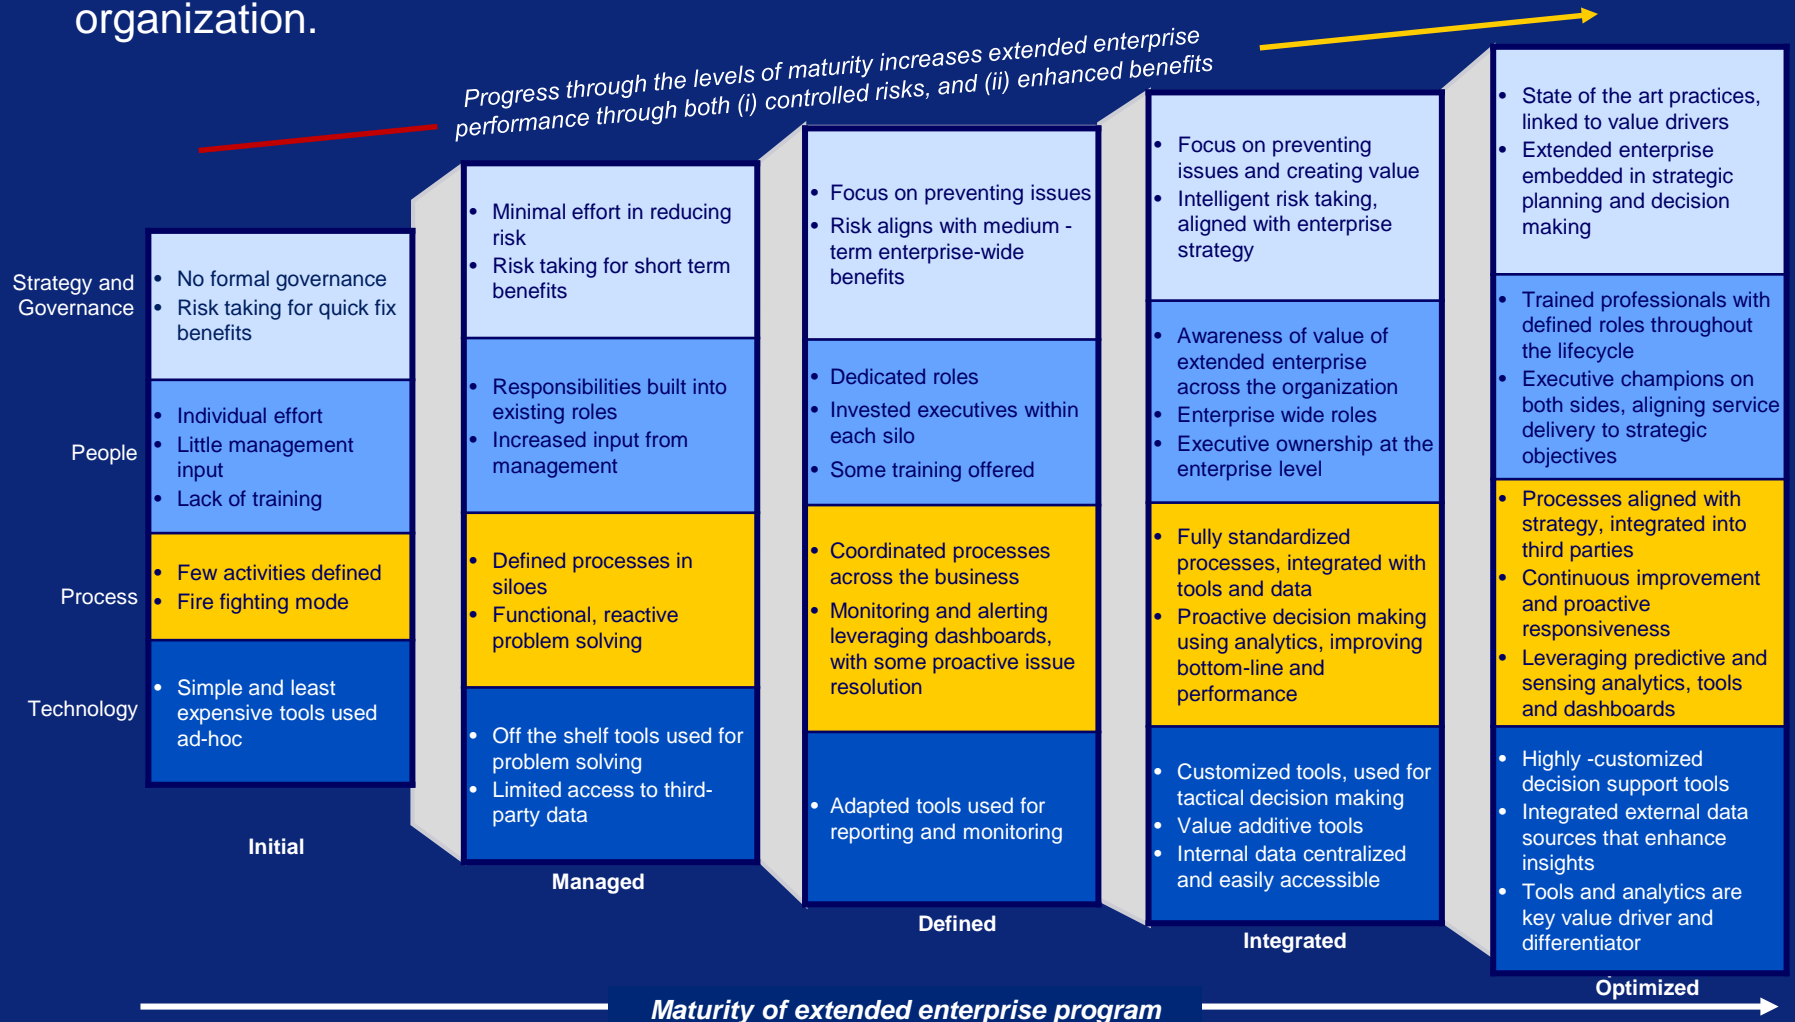 organization.
Progress through the levels of maturity increases extended enterprise
performance through both (i) controlled risks, and (ii) enhanced benefits
Strategy and
Governance
People
Process
Technology
• No formal governance
• Risk taking for quick fix
benefits
• Individual effort
• Little management
input
• Lack of training
• Few activities defined
• Fire fighting mode
• Simple and least
expensive tools used
ad-hoc
Initial
• Minimal effort in reducing
risk
• Risk taking for short term
benefits
• Responsibilities built into
existing roles
• Increased input from
management
• Defined processes in
siloes
• Functional, reactive
problem solving
• Off the shelf tools used for
problem solving
• Limited access to third-
party data
Managed
• Focus on preventing issues
• Risk aligns with medium -
term enterprise-wide
benefits
• Dedicated roles
• Invested executives within
each silo
• Some training offered
• Coordinated processes
across the business
• Monitoring and alerting
leveraging dashboards,
with some proactive issue
resolution
• Adapted tools used for
reporting and monitoring
Defined
• Focus on preventing
issues and creating value
• Intelligent risk taking,
aligned with enterprise
strategy
• Awareness of value of
extended enterprise
across the organization
• Enterprise wide roles
• Executive ownership at the
enterprise level
• Fully standardized
processes, integrated with
tools and data
• Proactive decision making
using analytics, improving
bottom-line and
performance
• Customized tools, used for
tactical decision making
• Value additive tools
• Internal data centralized
and easily accessible
Integrated
• State of the art practices,
linked to value drivers
• Extended enterprise
embedded in strategic
planning and decision
making
• Trained professionals with
defined roles throughout
the lifecycle
• Executive champions on
both sides, aligning service
delivery to strategic
objectives
• Processes aligned with
strategy, integrated into
third parties
• Continuous improvement
and proactive
responsiveness
• Leveraging predictive and
sensing analytics, tools
and dashboards
• Highly -customized
decision support tools
• Integrated external data
sources that enhance
insights
• Tools and analytics are
key value driver and
differentiator
Optimized
Maturity of extended enterprise program